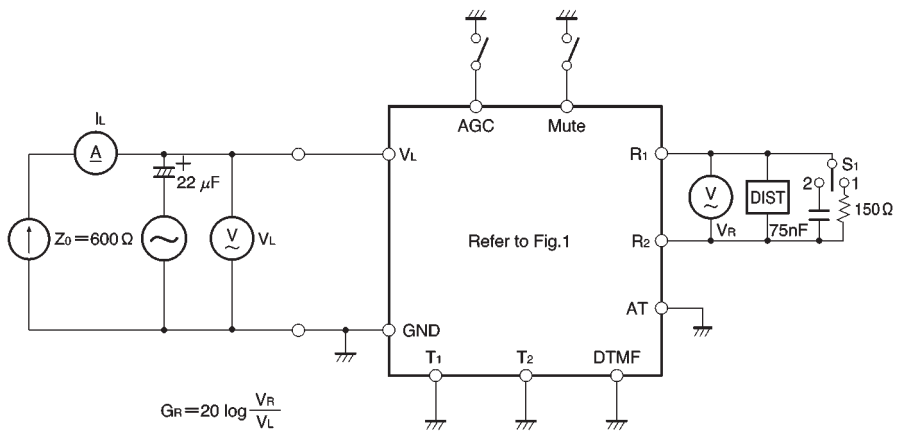 AGC
Mute
IL
A
VL
R1
S1
+
22 μF
V
2
1
DIST
150Ω
Z0=600Ω
V
VL
Refer to Fig.1
R2
VR
75nF
AT
GND
T1
T2
DTMF
GR=20 log VR
VL